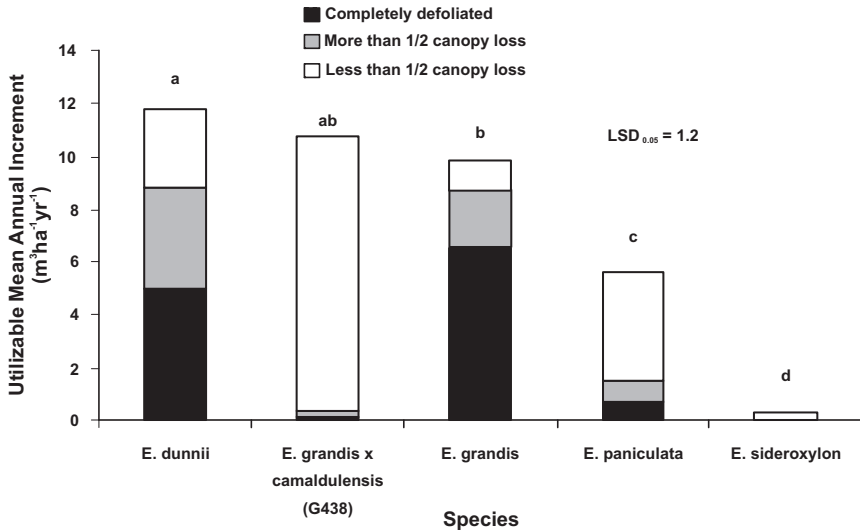 Completely defoliated
More than 1/2 canopy loss
Less than 1/2 canopy loss
Utilizable Mean Annual Increment
(m³ha⁻¹yr⁻¹)
14
12
10
8
6
4
2
0
a
ab
b
c
d
LSD 0.05 = 1.2
E. dunnii
E. grandis x
camaldulensis
(G438)
E. grandis
E. paniculata
E. sideroxylon
Species